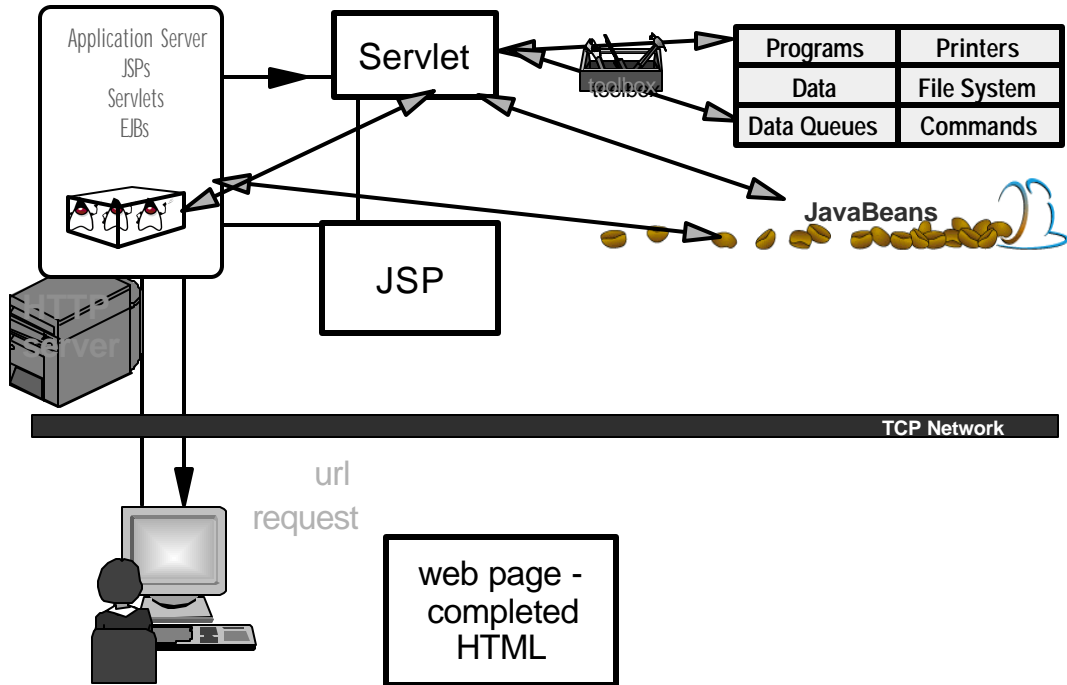 Application Server
JSPs
Servlets
EJBs
Servlet
toolbox
Programs
Printers
Data
File System
Data Queues
Commands
JavaBeans
JSP
HTTP
server
TCP Network
url
request
web page -
completed
HTML